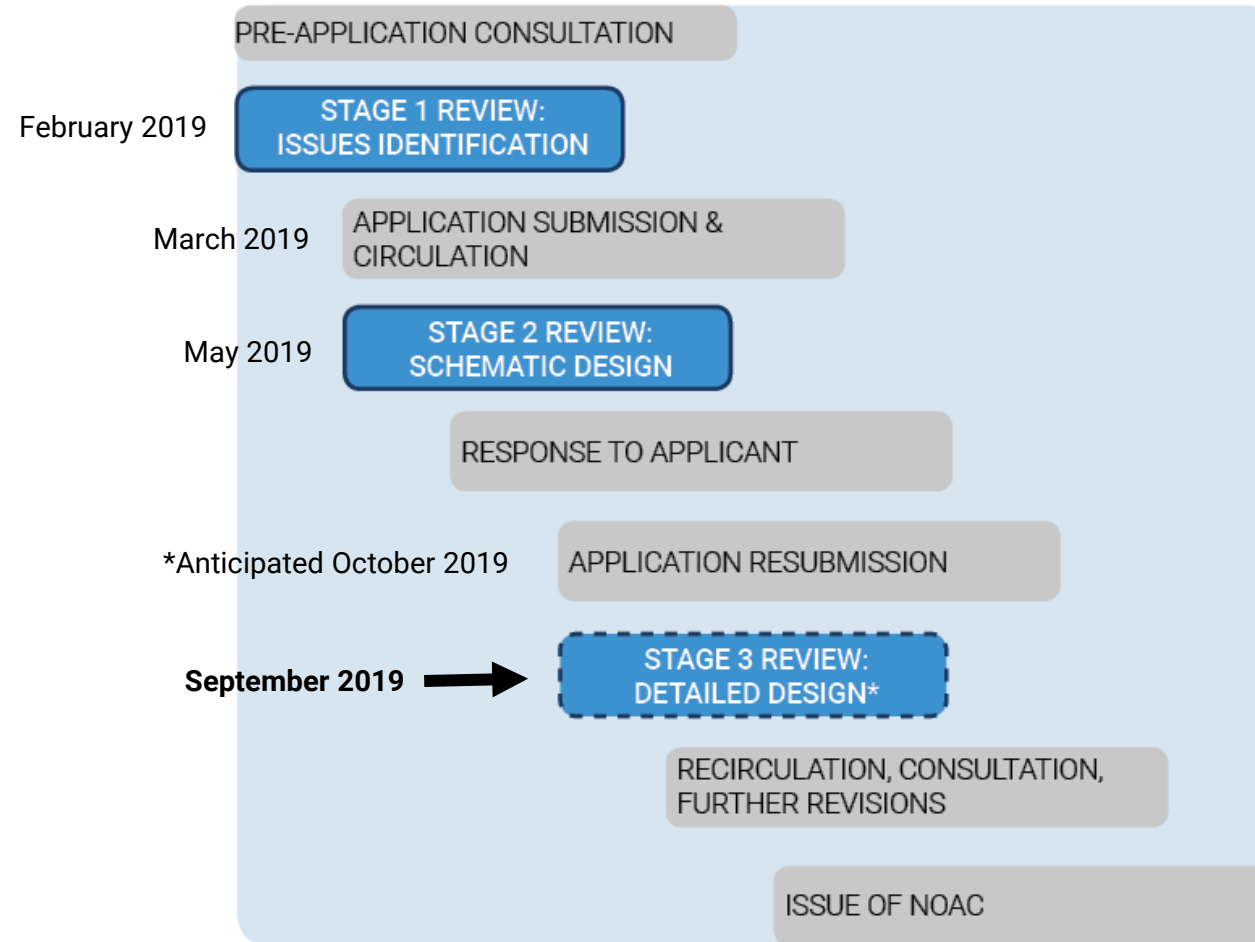 PRE-APPLICATION CONSULTATION
February 2019
STAGE 1 REVIEW:
ISSUES IDENTIFICATION
March 2019
APPLICATION SUBMISSION &
CIRCULATION
May 2019
STAGE 2 REVIEW:
SCHEMATIC DESIGN
RESPONSE TO APPLICANT
*Anticipated October 2019
APPLICATION RESUBMISSION
September 2019
STAGE 3 REVIEW:
DETAILED DESIGN*
RECIRCULATION, CONSULTATION,
FURTHER REVISIONS
ISSUE OF NOAC